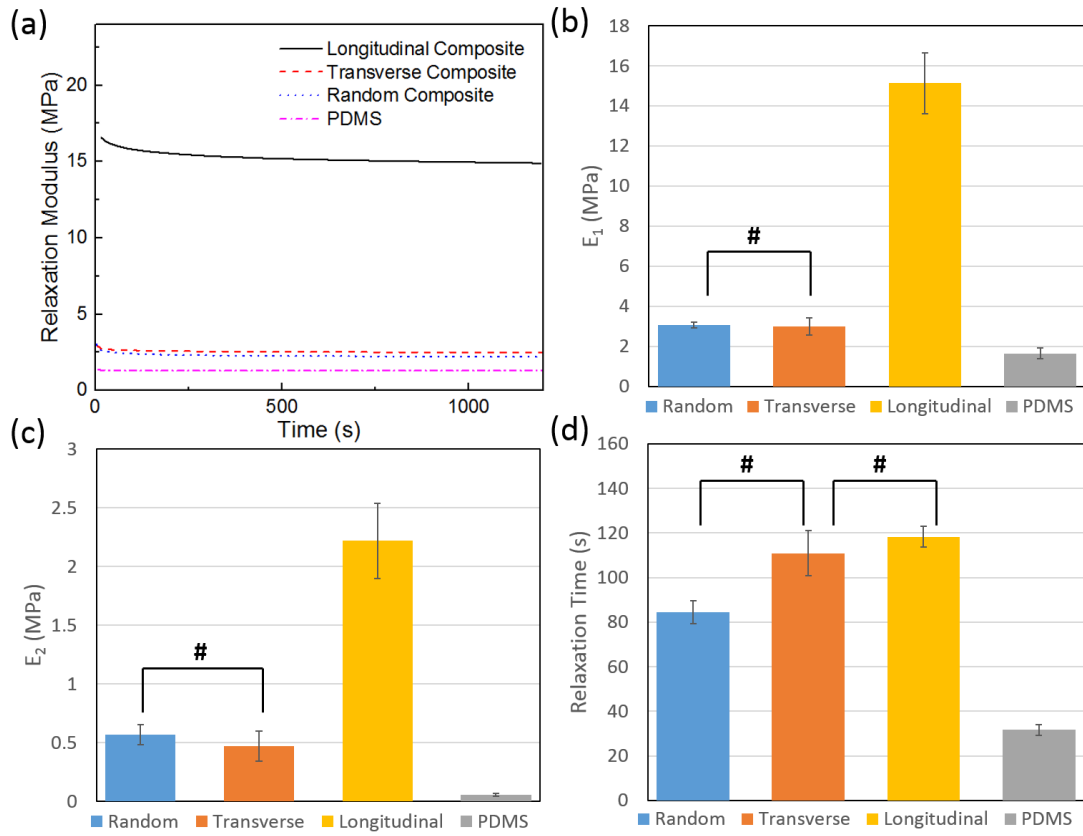 (a)
Longitudinal Composite
Transverse Composite
Random Composite
PDMS
Relaxation Modulus (MPa)
20
15
10
5
0
0
500
1000
Time (s)
(b)
E1 (MPa)
18
16
14
12
10
8
6
4
2
0
#
Random Transverse Longitudinal PDMS
(c)
E2 (MPa)
3
2.5
2
1.5
1
0.5
0
#
Random Transverse Longitudinal PDMS
(d)
Relaxation Time (s)
160
140
120
100
80
60
40
20
0
# #
Random Transverse Longitudinal PDMS